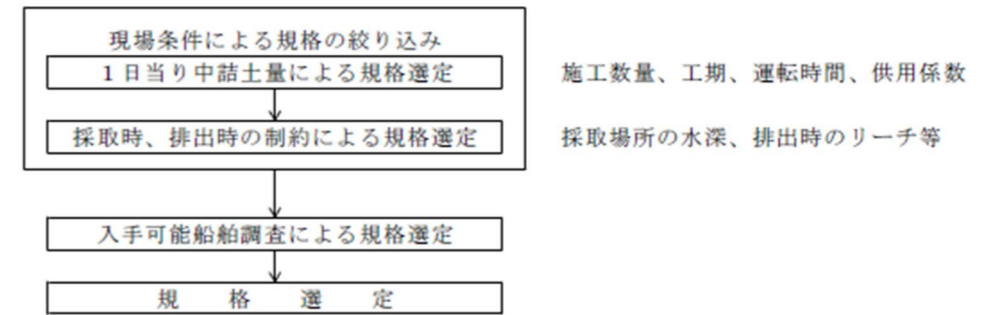 現場条件による規格の絞り込み
1日当り中詰土量による規格選定
施工数量、工期、運転時間、供用係数
採取時、排出時の制約による規格選定
採取場所の水深、排出時のリーチ等
入手可能船舶調査による規格選定
規格選定